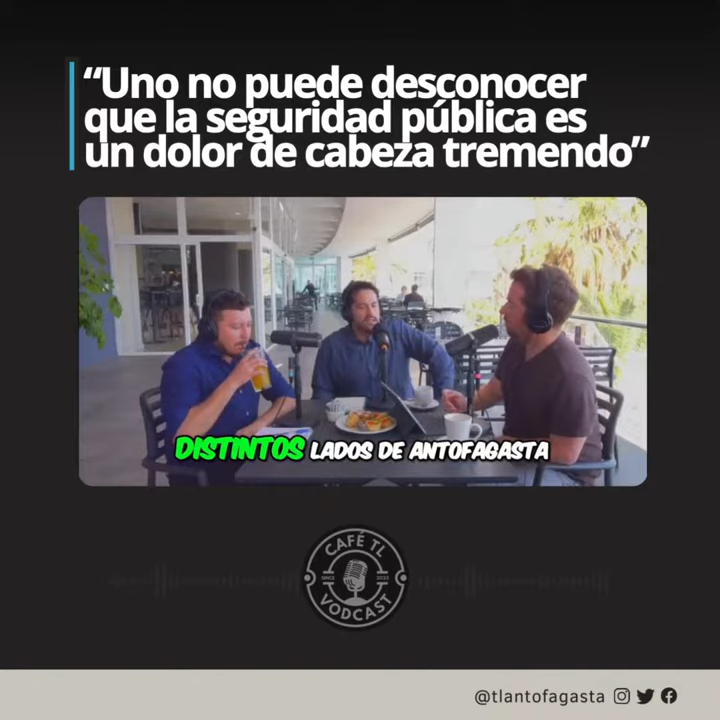 “Uno no puede desconocer
que la seguridad pública es
un dolor de cabeza tremendo”
DISTINTOS LADOS DE ANTOFAGASTA
CAFÉ TL
SINCE 2023
VODCAST
@tlantofagasta